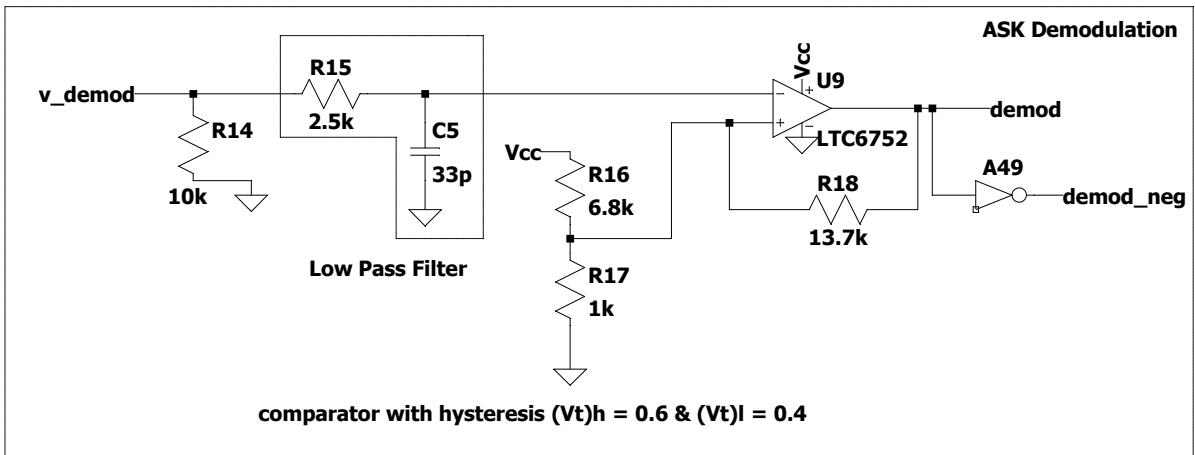 ASK Demodulation
v_demod
R14
10k
R15
2.5k
C5
33p
Low Pass Filter
Vcc
R16
6.8k
R17
1k
Vcc
U9
LTC6752
R18
13.7k
demod
A49
demod_neg
comparator with hysteresis (Vt)h = 0.6 & (Vt)l = 0.4